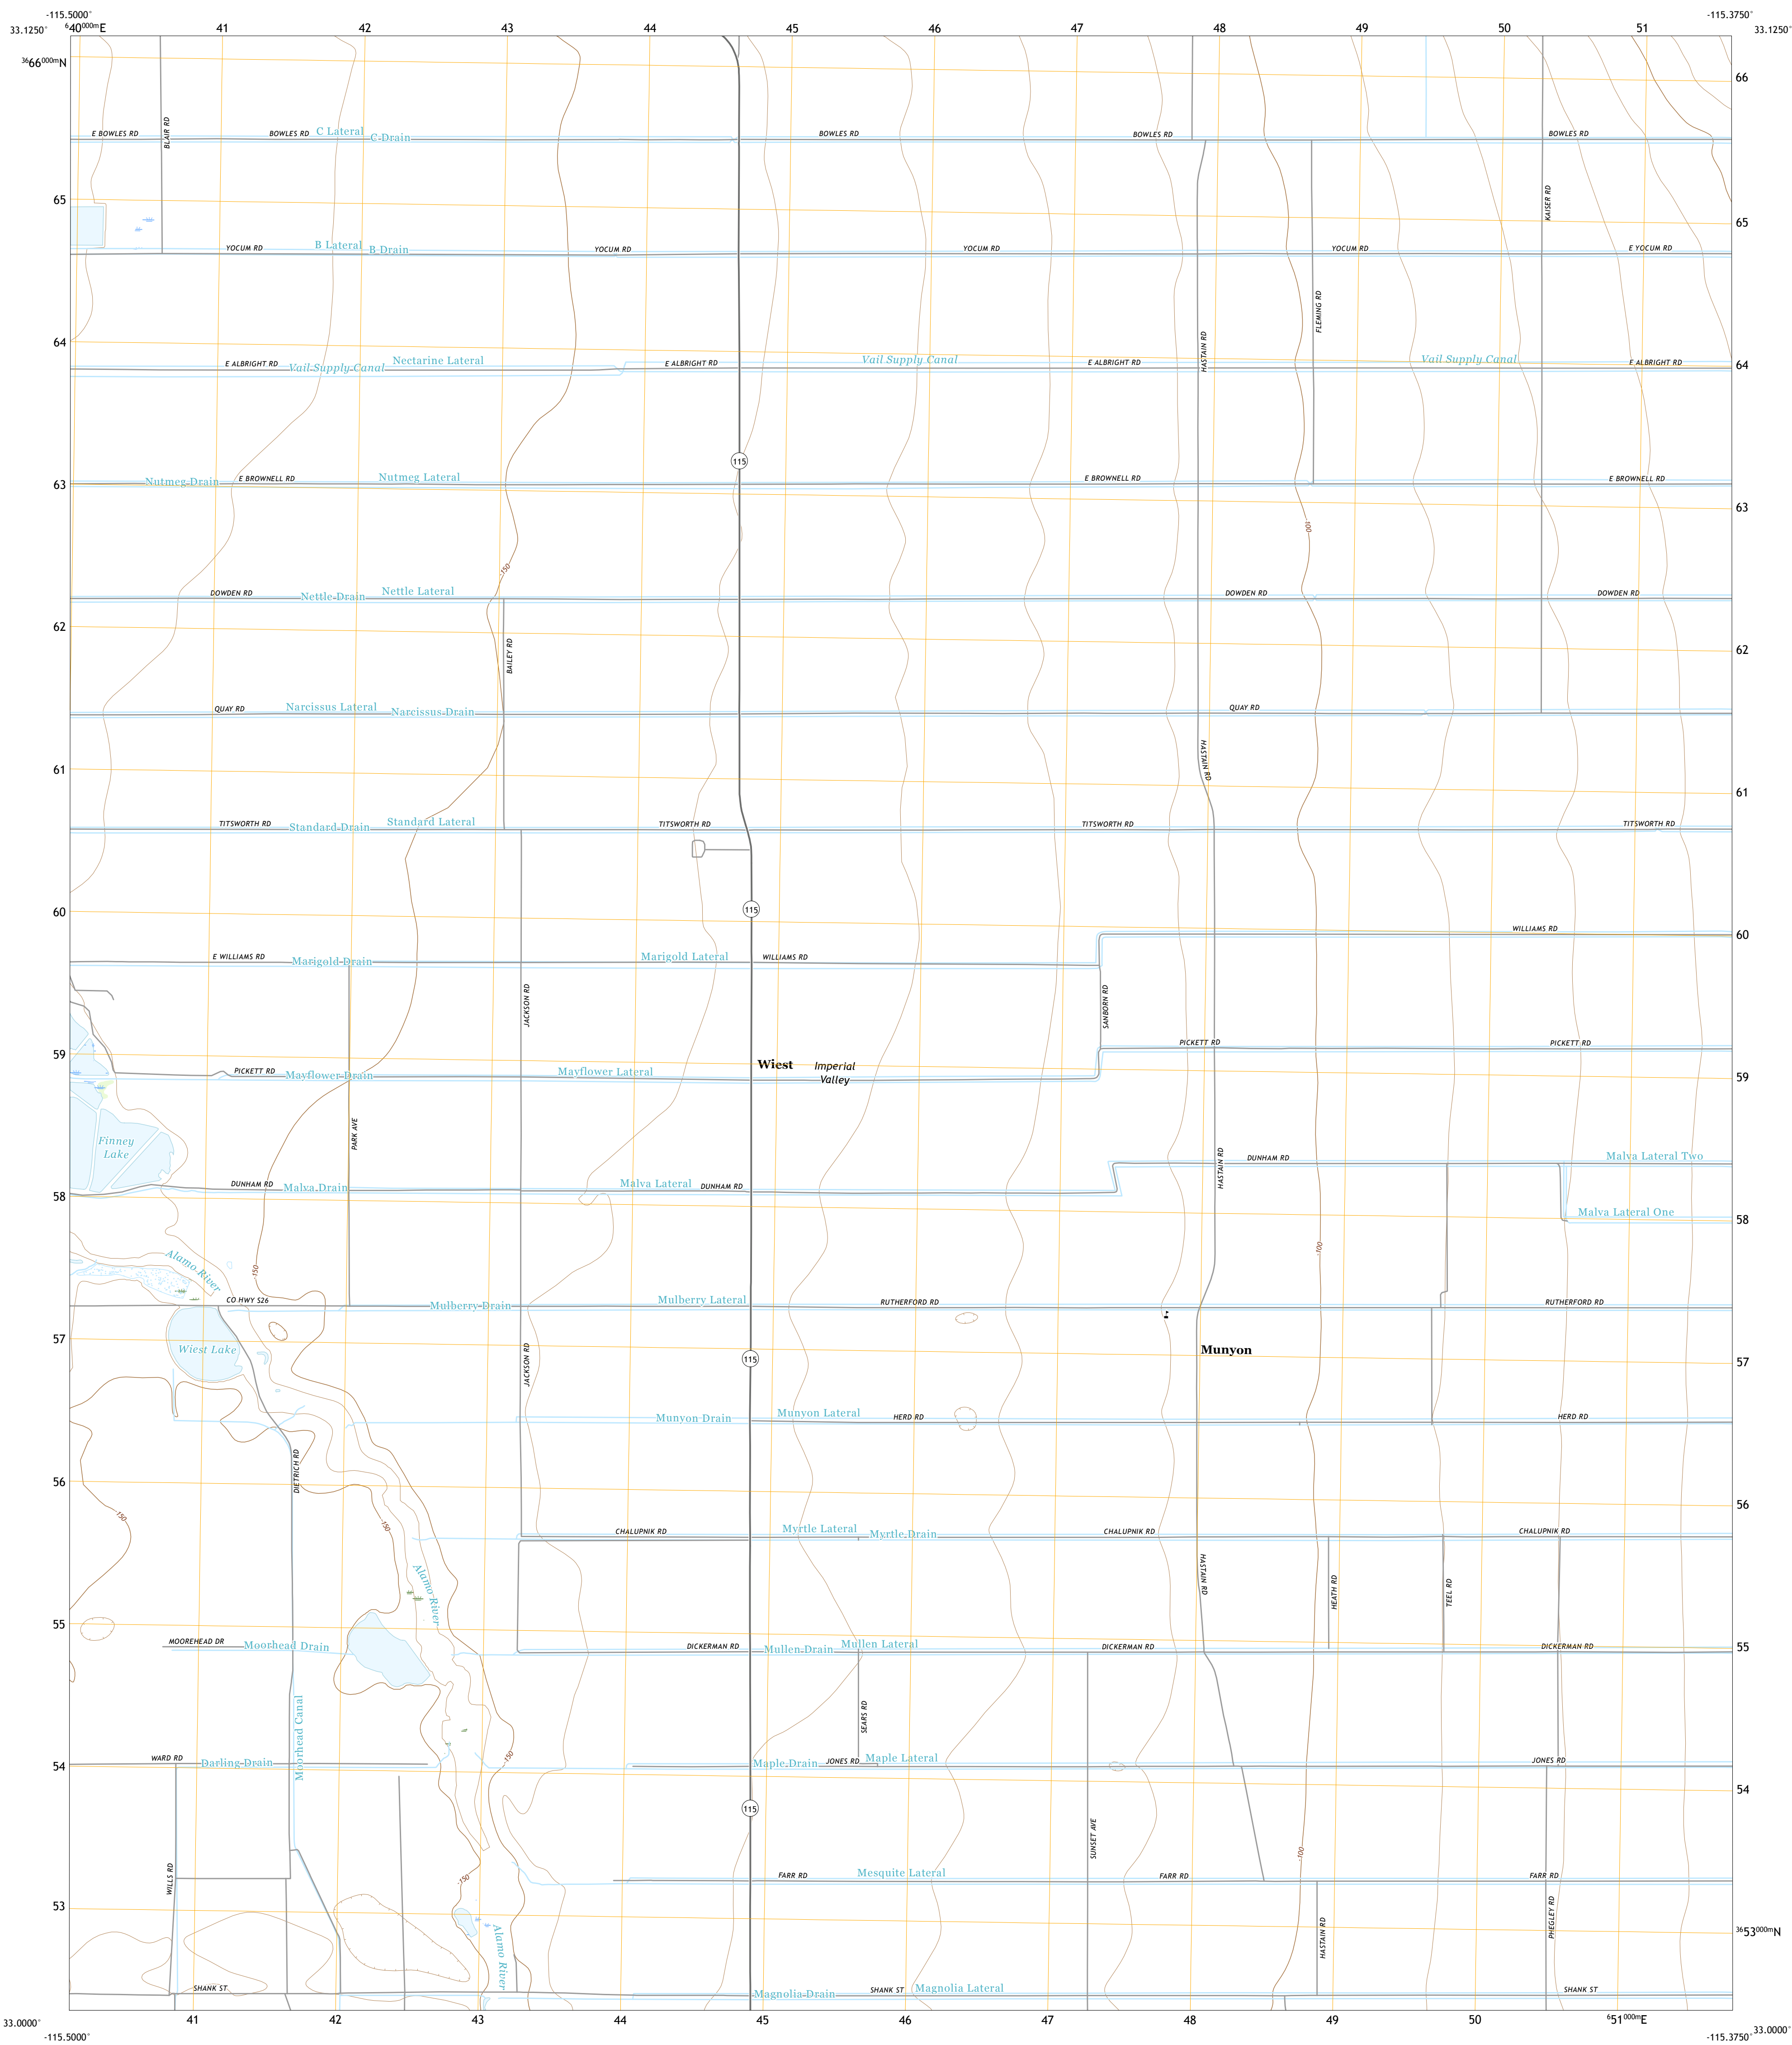 -115.5000°
-115.3750°
33.1250°
640000mE
41
42
43
44
45
46
47
48
49
50
51
33.1250°
3666000mN
66
BLAIR RD
E BOWLES RD
BOWLES RD
C Lateral
C Drain
BOWLES RD
BOWLES RD
BOWLES RD
KAISER RD
65
65
YOCUM RD
B Lateral
B Drain
YOCUM RD
YOCUM RD
YOCUM RD
E YOCUM RD
FLEMING RD
HASTAIN RD
64
64
E ALBRIGHT RD
Vail Supply Canal
Nectarine Lateral
E ALBRIGHT RD
Vail Supply Canal
E ALBRIGHT RD
Vail Supply Canal
E ALBRIGHT RD
115
63
63
Nutmeg Drain
E BROWNELL RD
Nutmeg Lateral
E BROWNELL RD
E BROWNELL RD
-100
-150
DOWDEN RD
Nettle Drain
Nettle Lateral
DOWDEN RD
DOWDEN RD
62
62
BAILEY RD
QUAY RD
Narcissus Lateral
Narcissus Drain
QUAY RD
HASTAIN RD
61
61
TITSWORTH RD
Standard Drain
Standard Lateral
TITSWORTH RD
TITSWORTH RD
TITSWORTH RD
115
60
60
WILLIAMS RD
E WILLIAMS RD
Marigold Drain
Marigold Lateral
WILLIAMS RD
JACKSON RD
SANBORN RD
59
59
PICKETT RD
PICKETT RD
PICKETT RD
Mayflower Drain
Mayflower Lateral
Wiest
Imperial
Valley
PARK AVE
Finney
Lake
HASTAIN RD
DUNHAM RD
Malva Lateral Two
58
58
DUNHAM RD
Malva Drain
Malva Lateral
DUNHAM RD
Malva Lateral One
Alamo River
-150
-100
CO HWY S26
Mulberry Drain
Mulberry Lateral
RUTHERFORD RD
RUTHERFORD RD
57
57
Wiest Lake
JACKSON RD
115
Munyon
Munyon Drain
Munyon Lateral
HERD RD
HERD RD
DIETRICH RD
56
56
-150
-150
CHALUPNIK RD
Myrtle Lateral
Myrtle Drain
CHALUPNIK RD
CHALUPNIK RD
Alamo River
HASTAIN RD
HEATH RD
TEEL RD
55
55
MOOREHEAD DR
Moorhead Drain
DICKERMAN RD
Mullen Drain
Mullen Lateral
DICKERMAN RD
DICKERMAN RD
Moorhead Canal
SEARS RD
-150
54
54
WARD RD
Darling Drain
Maple Drain
JONES RD
Maple Lateral
JONES RD
115
SUNSET AVE
-100
WILLS RD
-150
FARR RD
Mesquite Lateral
FARR RD
FARR RD
53
3653000mN
Alamo River
HASTAIN RD
PHEGLEY RD
SHANK ST
Magnolia Drain
SHANK ST
Magnolia Lateral
SHANK ST
33.0000°
41
42
43
44
45
46
47
48
49
50
651000mE
33.0000°
-115.5000°
-115.3750°